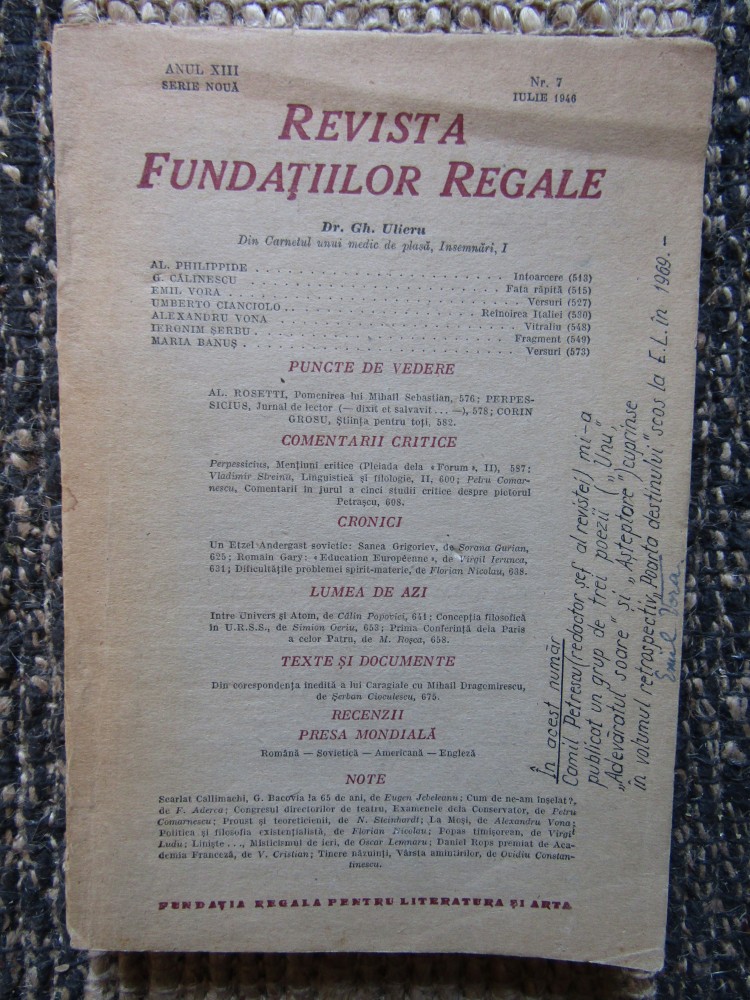 ANUL XIII
SERIE NOUĂ
Nr. 7
IULIE 1946
REVISTA
FUNDAȚIILOR REGALE
Dr. Gh. Ulieru
Din Carnetul unui medic de plasă, Insemnări, I
AL. PHILIPPIDE . . . . . . . . . . Intoarcere (513)
G. CĂLINESCU . . . . . . . . . . Fata răpită (515)
EMIL VORA . . . . . . . . . . Versuri (527)
UMBERTO CIANCIOLO . . . . . . . . . . Reînoirea Italiei (530)
ALEXANDRU VONA . . . . . . . . . . Vitraliu (548)
IERONIM ȘERBU . . . . . . . . . . Fragment (549)
MARIA BANUȘ . . . . . . . . . . Versuri (573)
PUNCTE DE VEDERE
AL. ROSETTI, Pomenirea lui Mihail Sebastian, 576; PERPES-
SICIUS, Jurnal de lector (— dixit et salvavit... —), 578; CORIN
GROSU, Știința pentru toți, 582.
COMENTARII CRITICE
Perpessicius, Mențiuni critice (Pleiada dela «Forum», II), 587;
Vladimir Streinu, Linguistică și filologie, II, 600; Petru Comar-
nescu, Comentarii în jurul a cinci studii critice despre pictorul
Petrașcu, 608.
CRONICI
Un Etzel Andergast sovietic: Sanea Grigoriev, de Sorana Gurian,
625; Romain Gary: «Education Européenne», de Virgil Ierunca,
631; Dificultățile problemei spirit-materie, de Florian Nicolau, 638.
LUMEA DE AZI
Intre Univers și Atom, de Călin Popovici, 641; Concepția filosofică
în U.R.S.S., de Simion Oeriu, 653; Prima Conferință dela Paris
a celor Patru, de M. Roșca, 658.
TEXTE ȘI DOCUMENTE
Din corespondența inedită a lui Caragiale cu Mihail Dragomirescu,
de Șerban Cioculescu, 675.
RECENZII
PRESA MONDIALĂ
Română — Sovietică — Americană — Engleză
NOTE
Scarlat Callimachi, G. Bacovia la 65 de ani, de Eugen Jebeleanu; Cum de ne-am înșelat?,
de F. Aderca; Congresul directorilor de teatru, Examenele dela Conservator, de Petru
Comarnescu; Proust și teoreticienii, de N. Steinhardt; La Moși, de Alexandru Vona;
Politica și filosofia existențialistă, de Florian Nicolau; Popas timișorean, de Virgil
Ludu; Liniște..., Misticismul de ieri, de Oscar Lemnaru; Daniel Rops premiat de Aca-
demia Franceză, de V. Cristian; Tinere năzuinți, Vârsta amintirilor, de Ovidiu Constan-
tinescu.
FUNDAȚIA REGALĂ PENTRU LITERATURĂ ȘI ARTĂ
În acest număr
Camil Petrescu (redactor șef al revistei) mi-a
publicat un grup de trei poezii („Unu",
„Adevăratul soare" și „Așteptare") cuprinse
în volumul retrospectiv „Poarta destinului" scos la E.L. în 1969.–
Emil Vora.